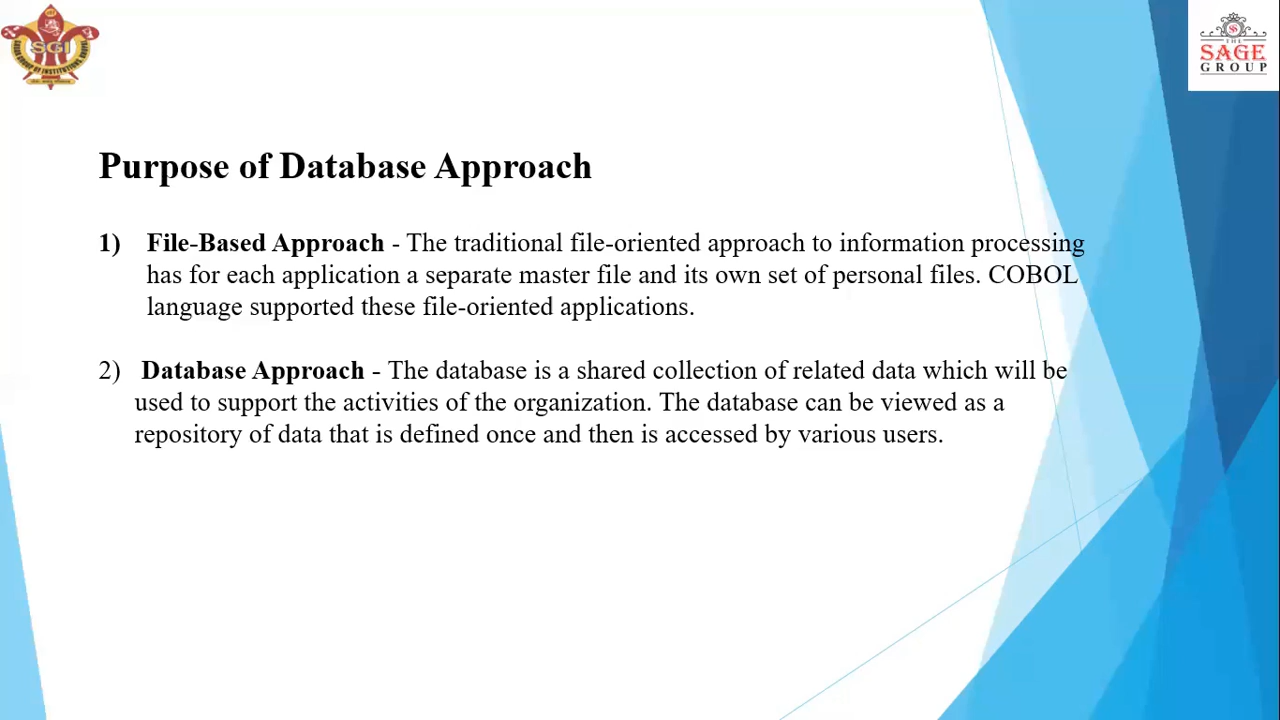 SGI
THE
SAGE
GROUP
Purpose of Database Approach
1) File-Based Approach - The traditional file-oriented approach to information processing
has for each application a separate master file and its own set of personal files. COBOL
language supported these file-oriented applications.
2) Database Approach - The database is a shared collection of related data which will be
used to support the activities of the organization. The database can be viewed as a
repository of data that is defined once and then is accessed by various users.